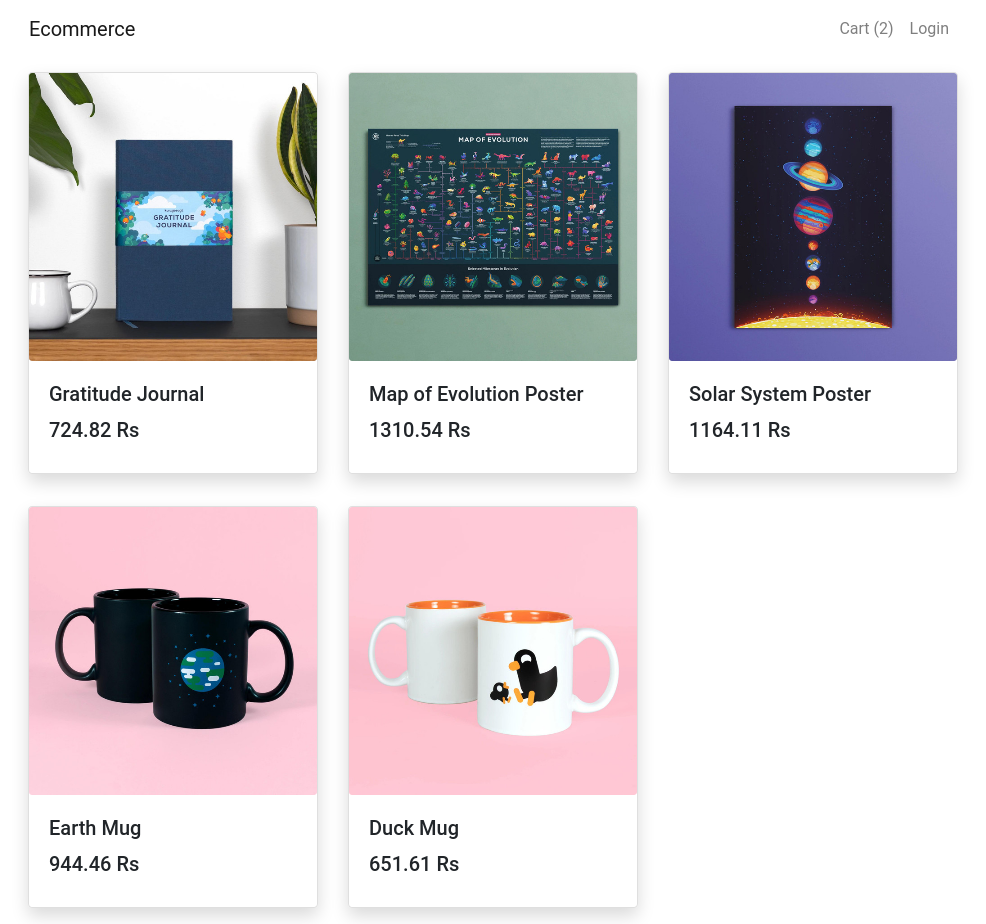 Ecommerce
Cart (2) Login
GRATITUDE
JOURNAL
MAP OF EVOLUTION
Gratitude Journal
724.82 Rs
Map of Evolution Poster
1310.54 Rs
Solar System Poster
1164.11 Rs
Earth Mug
944.46 Rs
Duck Mug
651.61 Rs